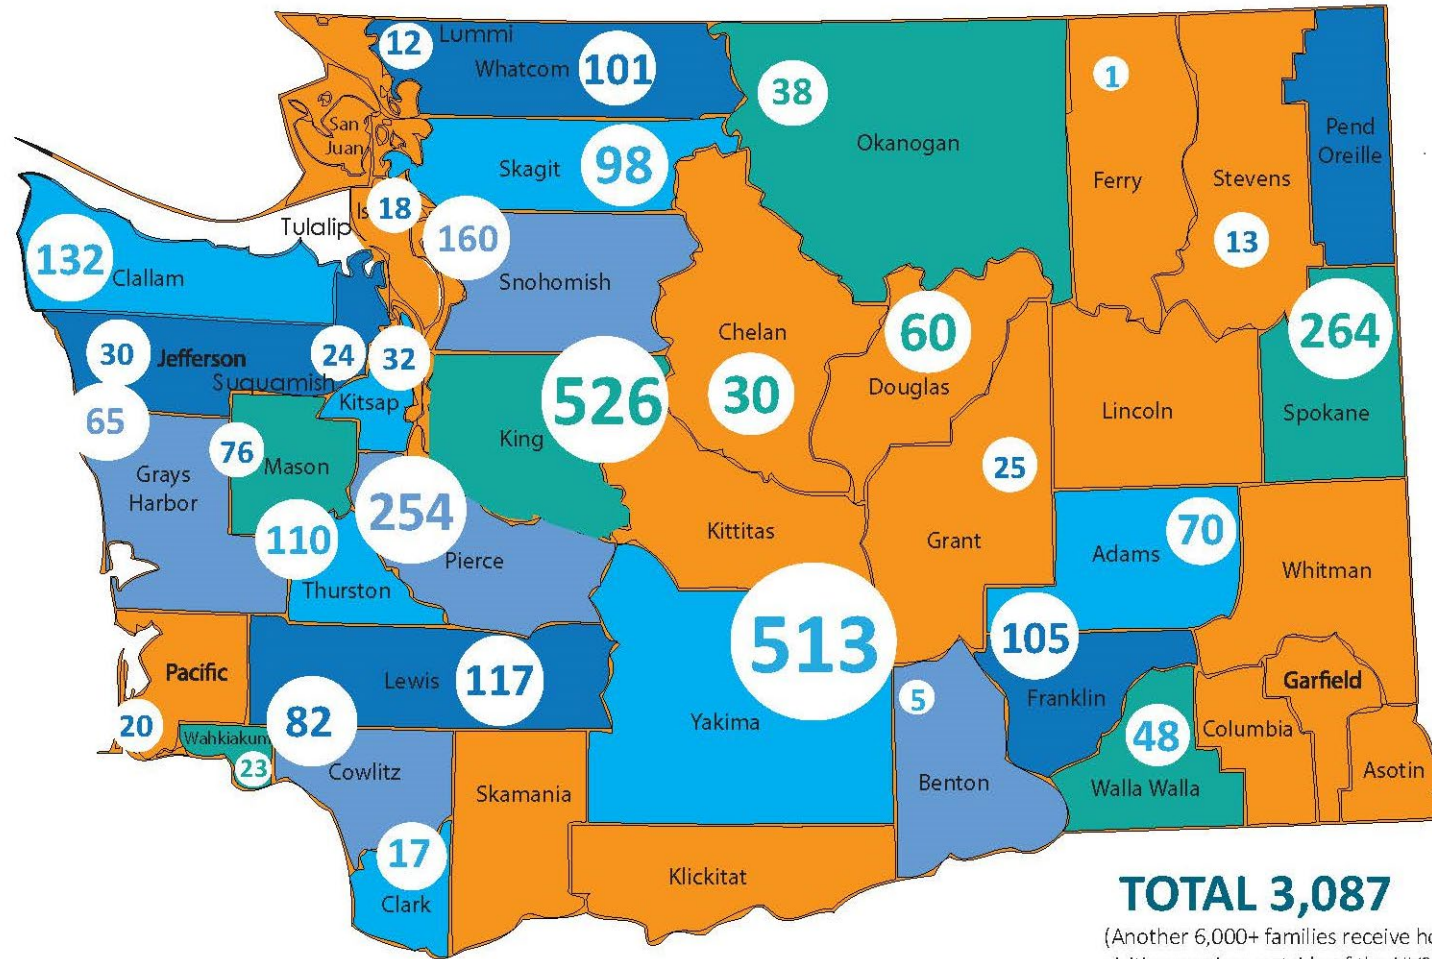 12
Lummi
Whatcom
101
38
1
San
Juan
Skagit
98
Okanogan
Pend
Oreille
Ferry
Stevens
Tulalip
18
160
13
132
Clallam
Snohomish
Chelan
60
264
30
Jefferson
24
32
Suquamish
Kitsap
526
30
Douglas
Lincoln
Spokane
65
King
76
Mason
Grays
Harbor
25
254
110
Pierce
Kittitas
Grant
Adams
70
Whitman
Thurston
513
105
Pacific
Lewis
117
Yakima
5
Franklin
Garfield
20
82
Wahkiakum
23
Cowlitz
48
Columbia
Skamania
Benton
Walla Walla
Asotin
17
Clark
Klickitat
TOTAL 3,087
(Another 6,000+ families receive